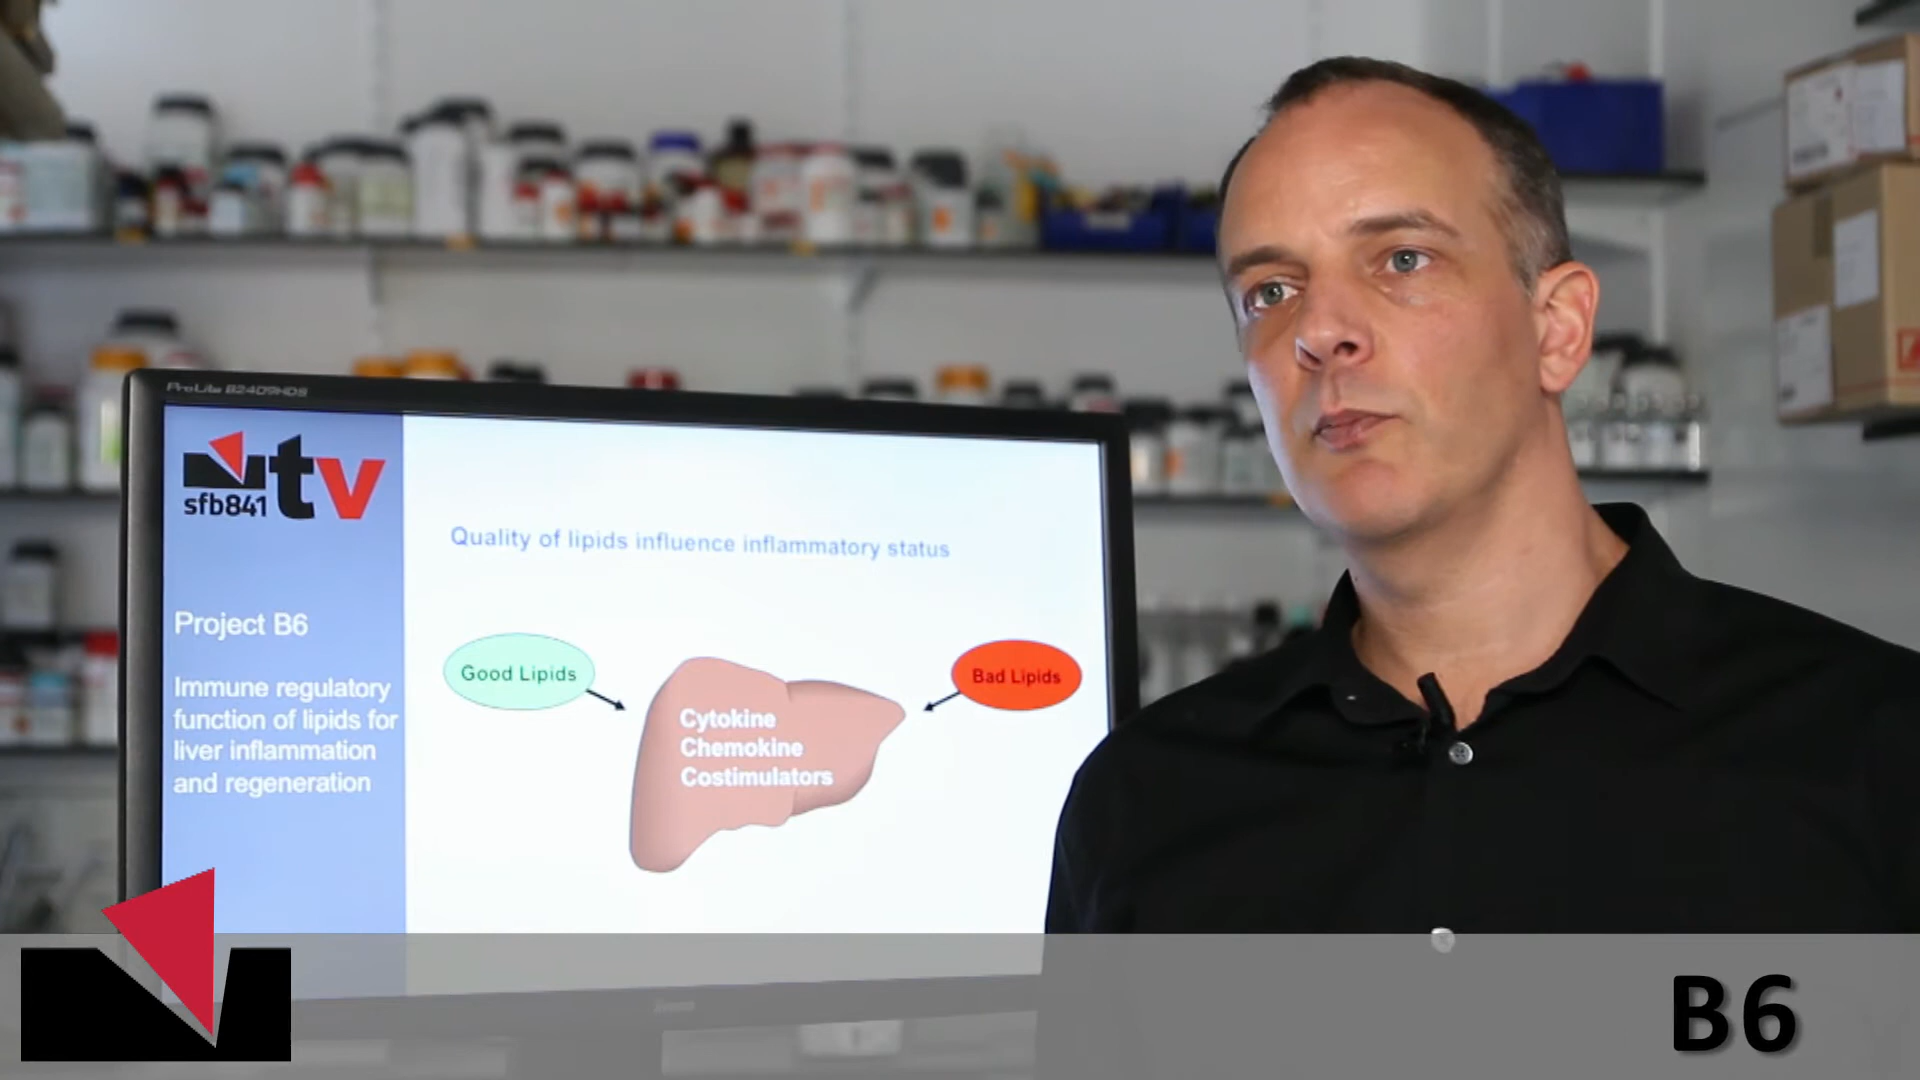 ProLite B2409HDS
sfb841 tv
Project B6
Immune regulatory
function of lipids for
liver inflammation
and regeneration
Quality of lipids influence inflammatory status
Good Lipids
Bad Lipids
Cytokine
Chemokine
Costimulators
B6